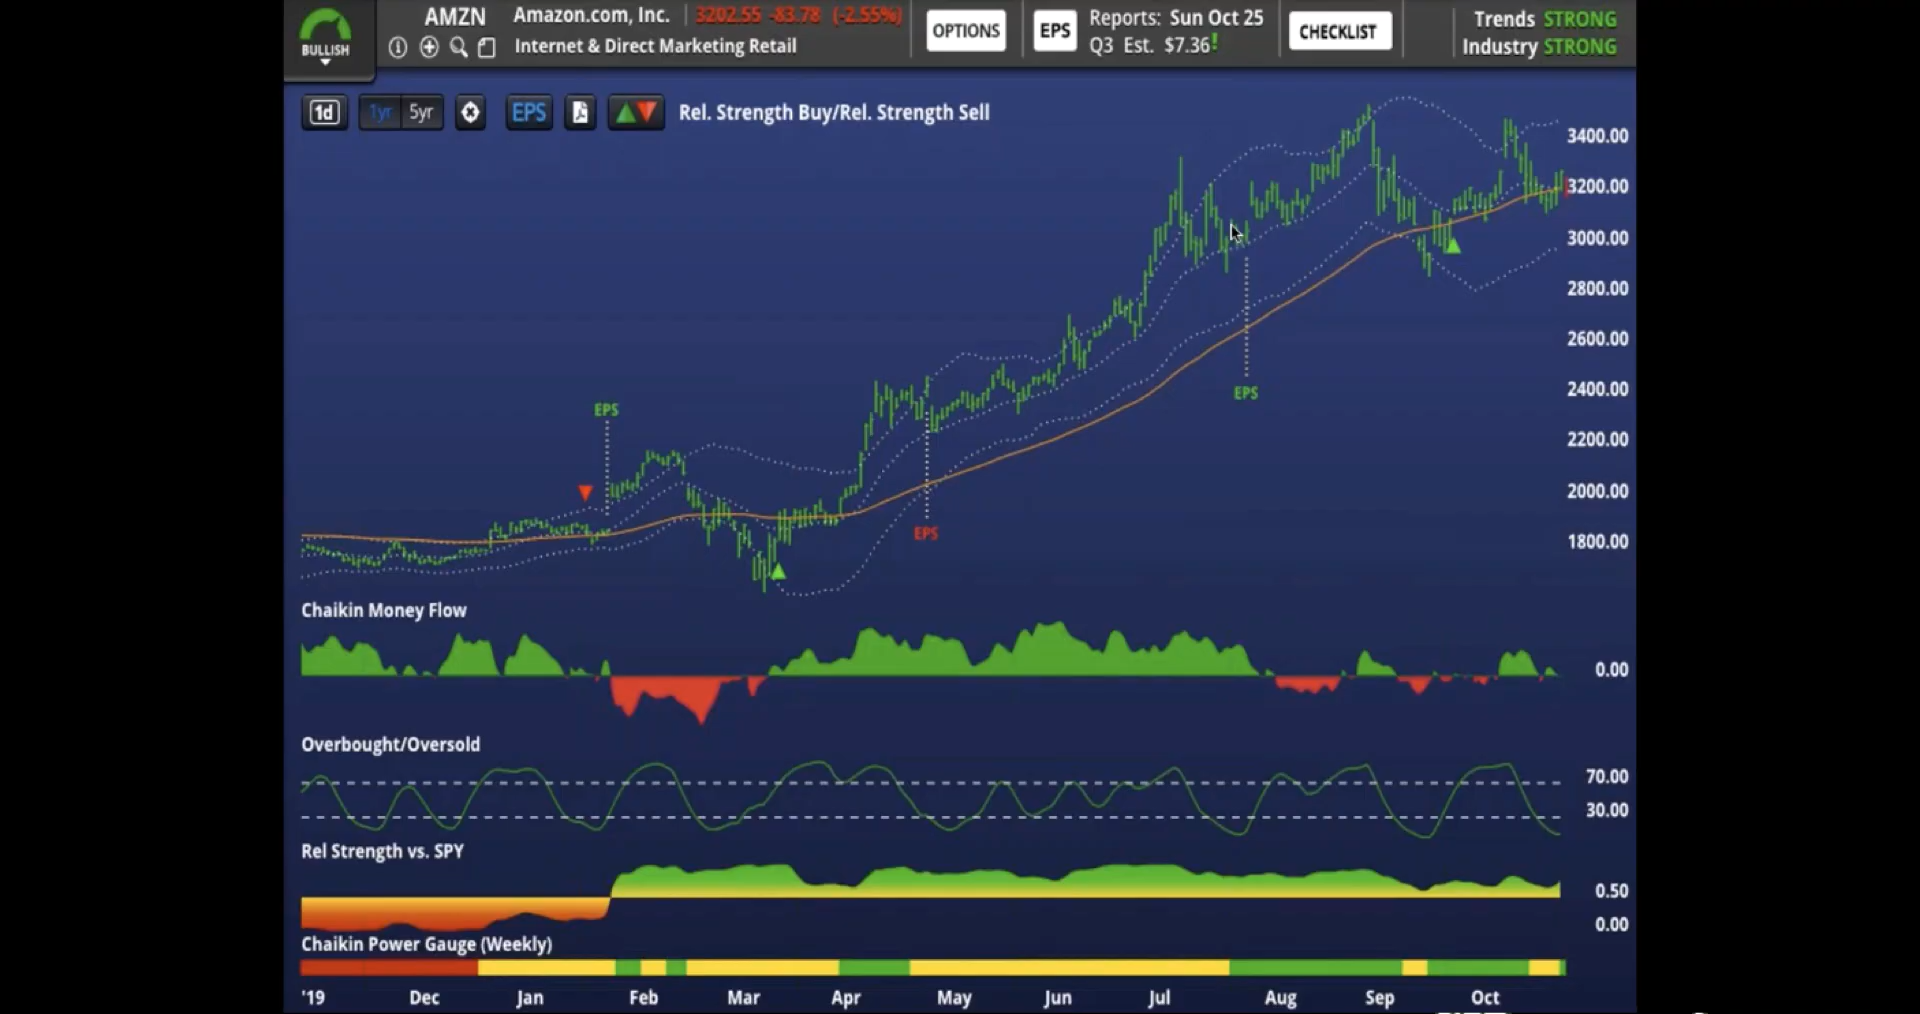 BULLISH
AMZN Amazon.com, Inc. 3202.55 -83.78 (-2.55%)
Internet & Direct Marketing Retail
OPTIONS
EPS
Reports: Sun Oct 25
Q3 Est. $7.36!
CHECKLIST
Trends STRONG
Industry STRONG
1d 1yr 5yr EPS Rel. Strength Buy/Rel. Strength Sell
3400.00
3200.00
3000.00
2800.00
2600.00
2400.00
2200.00
2000.00
1800.00
EPS
EPS
EPS
Chaikin Money Flow
0.00
Overbought/Oversold
70.00
30.00
Rel Strength vs. SPY
0.50
0.00
Chaikin Power Gauge (Weekly)
'19 Dec Jan Feb Mar Apr May Jun Jul Aug Sep Oct